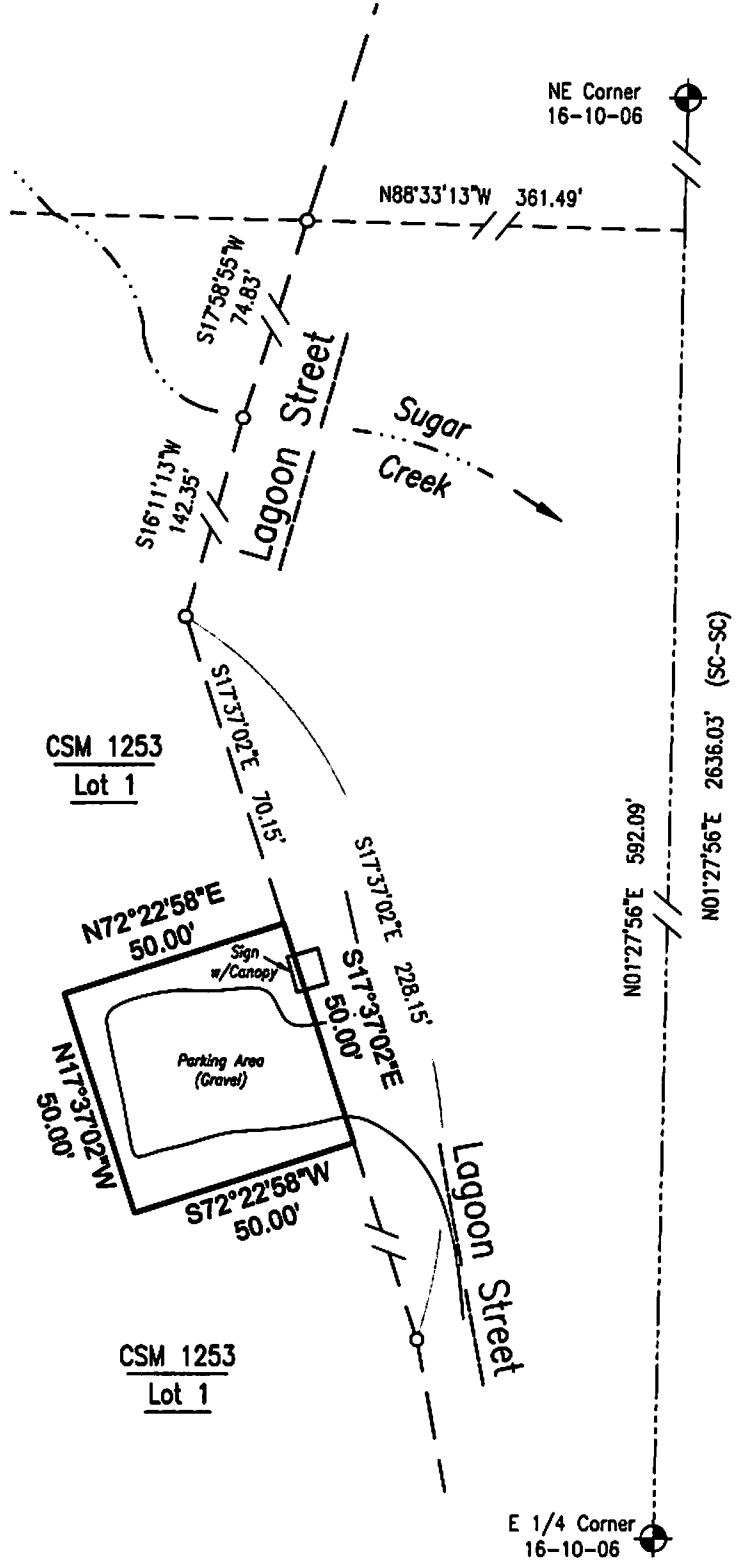 NE Corner
16-10-06
N88°33'13"W 361.49'
S17°58'55"W
74.83'
Lagoon Street
Sugar
Creek
S16°11'13"W
142.35'
S17°37'02"E 70.15'
CSM 1253
Lot 1
N01°27'56"E 592.09'
N01°27'56"E 2636.03' (SC-SC)
S17°37'02"E 228.15'
N72°22'58"E
50.00'
Sign
w/Canopy
S17°37'02"E
50.00'
Parking Area
(Gravel)
N17°37'02"W
50.00'
S72°22'58"W
50.00'
Lagoon Street
CSM 1253
Lot 1
E 1/4 Corner
16-10-06